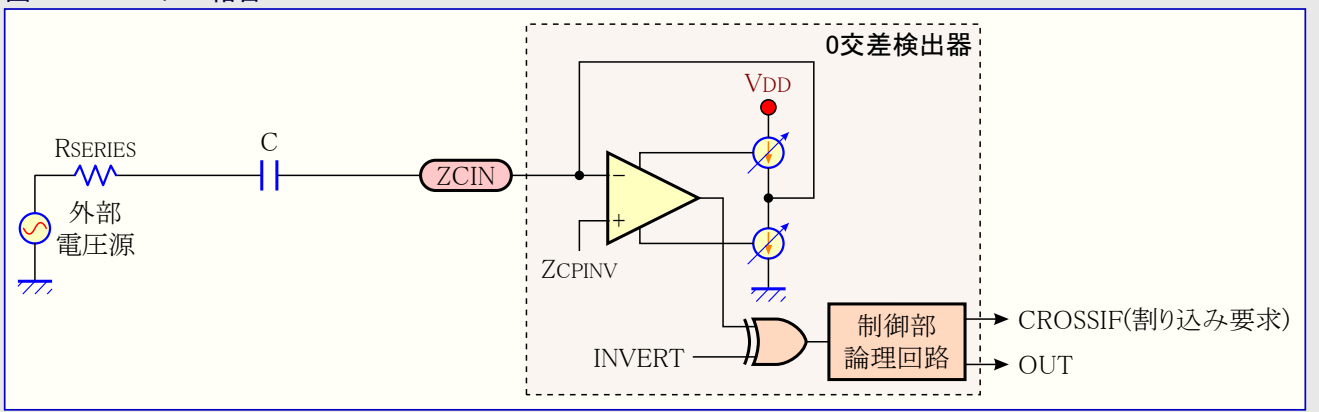 0交差検出器
VDD
RSERIES
C
ZCIN
外部
電圧源
−
+
ZCPINV
INVERT
制御部
論理回路
CROSSIF(割り込み要求)
OUT